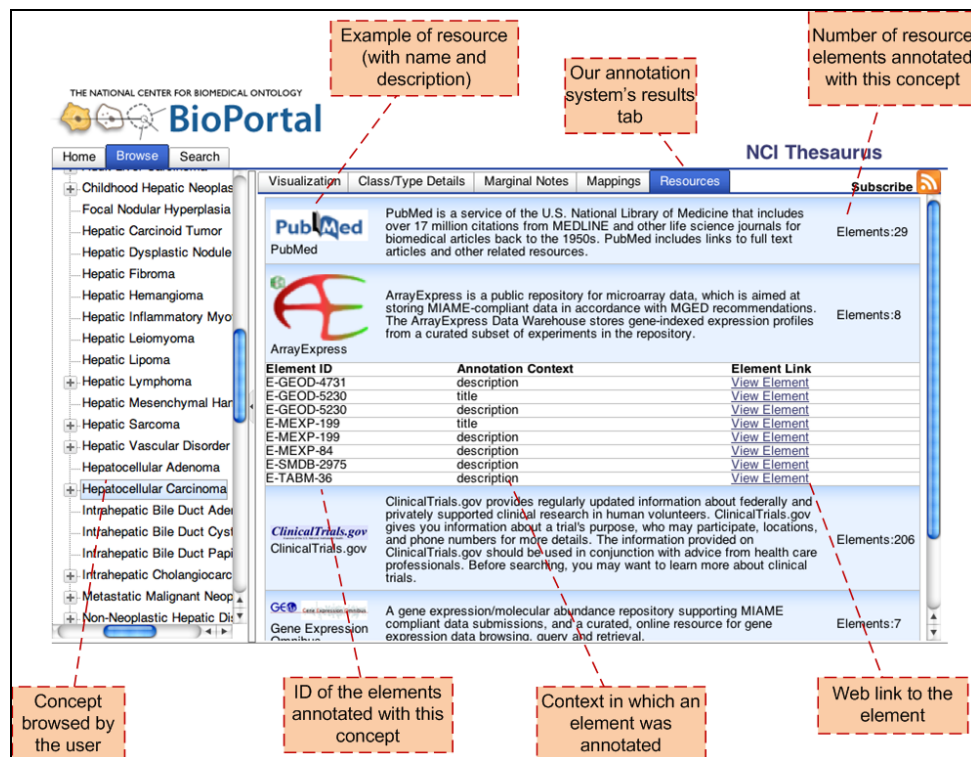 Example of resource
(with name and
description)
Our annotation
system's results
tab
Number of resource
elements annotated
with this concept
THE NATIONAL CENTER FOR BIOMEDICAL ONTOLOGY
BioPortal
Home Browse Search
NCI Thesaurus
Visualization Class/Type Details Marginal Notes Mappings Resources
Subscribe
Childhood Hepatic Neoplas
Focal Nodular Hyperplasia
Hepatic Carcinoid Tumor
Hepatic Dysplastic Nodule
Hepatic Fibroma
Hepatic Hemangioma
Hepatic Inflammatory Myo
Hepatic Leiomyoma
Hepatic Lipoma
Hepatic Lymphoma
Hepatic Mesenchymal Ham
Hepatic Sarcoma
Hepatic Vascular Disorder
Hepatocellular Adenoma
Hepatocellular Carcinoma
Intrahepatic Bile Duct Ader
Intrahepatic Bile Duct Cyst
Intrahepatic Bile Duct Papi
Intrahepatic Cholangiocarc
Metastatic Malignant Neop
Non-Neoplastic Hepatic Di
PubMed
PubMed
PubMed is a service of the U.S. National Library of Medicine that includes
over 17 million citations from MEDLINE and other life science journals for
biomedical articles back to the 1950s. PubMed includes links to full text
articles and other related resources.
Elements:29
ArrayExpress
ArrayExpress is a public repository for microarray data, which is aimed at
storing MIAME-compliant data in accordance with MGED recommendations.
The ArrayExpress Data Warehouse stores gene-indexed expression profiles
from a curated subset of experiments in the repository.
Elements:8
Element ID Annotation Context Element Link
E-GEOD-4731 description View Element
E-GEOD-5230 title View Element
E-GEOD-5230 description View Element
E-MEXP-199 title View Element
E-MEXP-199 description View Element
E-MEXP-84 description View Element
E-SMDB-2975 description View Element
E-TABM-36 description View Element
ClinicalTrials.gov
ClinicalTrials.gov
ClinicalTrials.gov provides regularly updated information about federally and
privately supported clinical research in human volunteers. ClinicalTrials.gov
gives you information about a trial's purpose, who may participate, locations,
and phone numbers for more details. The information provided on
ClinicalTrials.gov should be used in conjunction with advice from health care
professionals. Before searching, you may want to learn more about clinical
trials.
Elements:206
GEO Gene Expression Omnibus
Gene Expression
Omnibus
A gene expression/molecular abundance repository supporting MIAME
compliant data submissions, and a curated, online resource for gene
expression data browsing, query and retrieval.
Elements:7
Concept
browsed by
the user
ID of the elements
annotated with this
concept
Context in which an
element was
annotated
Web link to the
element